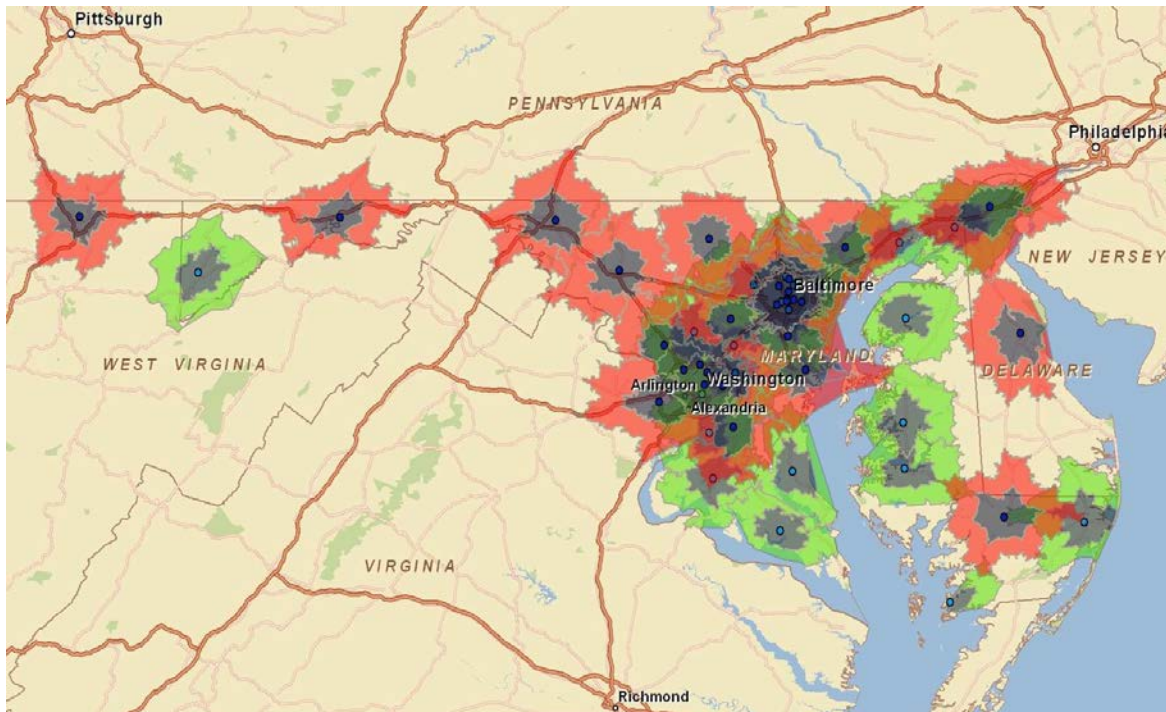 Pittsburgh
PENNSYLVANIA
Philadelphia
NEW JERSEY
Baltimore
MARYLAND
WEST VIRGINIA
DELAWARE
Arlington
Washington
Alexandria
VIRGINIA
Richmond